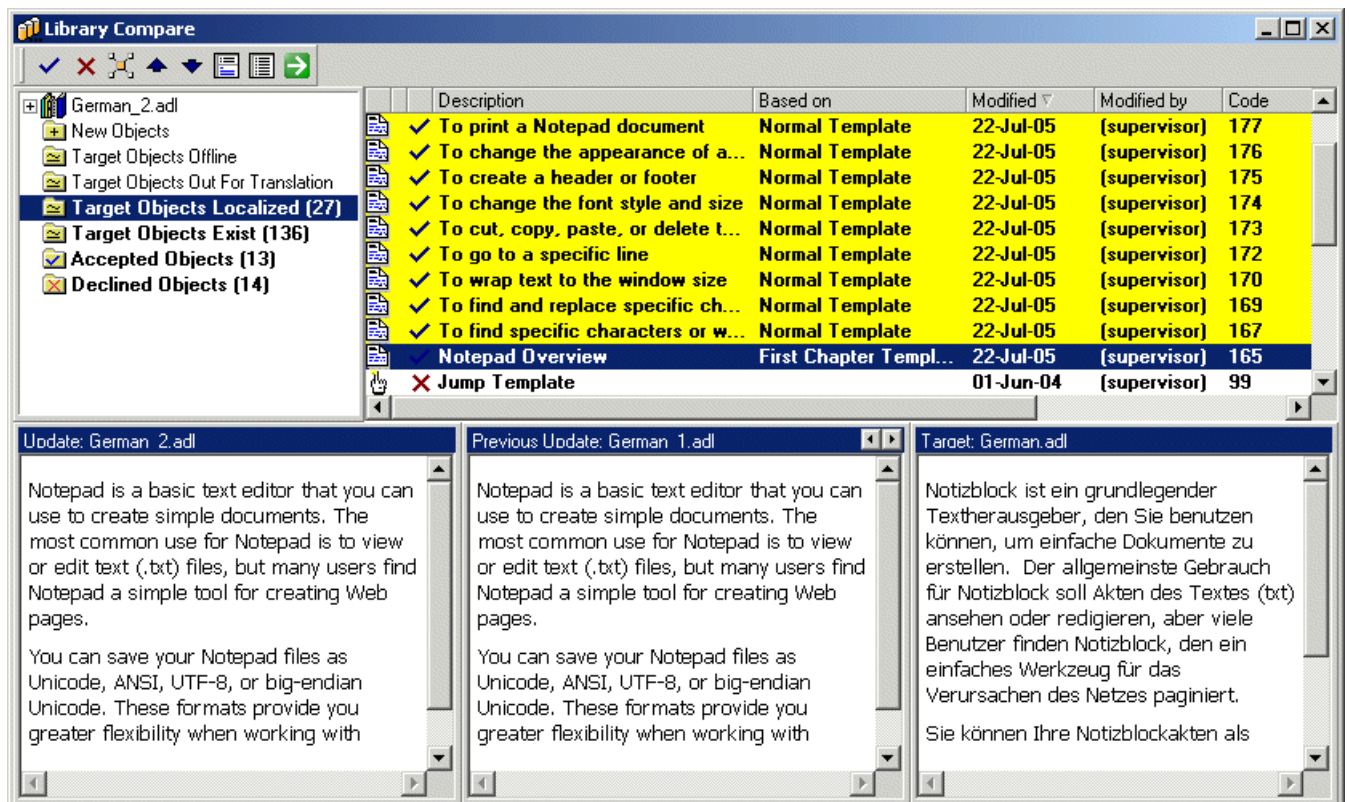 Library Compare
German_2.adl
New Objects
Target Objects Offline
Target Objects Out For Translation
Target Objects Localized (27)
Target Objects Exist (136)
Accepted Objects (13)
Declined Objects (14)
Description Based on Modified Modified by Code
To print a Notepad document Normal Template 22-Jul-05 (supervisor) 177
To change the appearance of a... Normal Template 22-Jul-05 (supervisor) 176
To create a header or footer Normal Template 22-Jul-05 (supervisor) 175
To change the font style and size Normal Template 22-Jul-05 (supervisor) 174
To cut, copy, paste, or delete t... Normal Template 22-Jul-05 (supervisor) 173
To go to a specific line Normal Template 22-Jul-05 (supervisor) 172
To wrap text to the window size Normal Template 22-Jul-05 (supervisor) 170
To find and replace specific ch... Normal Template 22-Jul-05 (supervisor) 169
To find specific characters or w... Normal Template 22-Jul-05 (supervisor) 167
Notepad Overview First Chapter Templ... 22-Jul-05 (supervisor) 165
Jump Template 01-Jun-04 (supervisor) 99
Update: German_2.adl
Notepad is a basic text editor that you can
use to create simple documents. The
most common use for Notepad is to view
or edit text (.txt) files, but many users find
Notepad a simple tool for creating Web
pages.
You can save your Notepad files as
Unicode, ANSI, UTF-8, or big-endian
Unicode. These formats provide you
greater flexibility when working with
Previous Update: German_1.adl
Notepad is a basic text editor that you can
use to create simple documents. The
most common use for Notepad is to view
or edit text (.txt) files, but many users find
Notepad a simple tool for creating Web
pages.
You can save your Notepad files as
Unicode, ANSI, UTF-8, or big-endian
Unicode. These formats provide you
greater flexibility when working with
Target: German.adl
Notizblock ist ein grundlegender
Textherausgeber, den Sie benutzen
können, um einfache Dokumente zu
erstellen. Der allgemeinste Gebrauch
für Notizblock soll Akten des Textes (txt)
ansehen oder redigieren, aber viele
Benutzer finden Notizblock, den ein
einfaches Werkzeug für das
Verursachen des Netzes paginiert.
Sie können Ihre Notizblockakten als